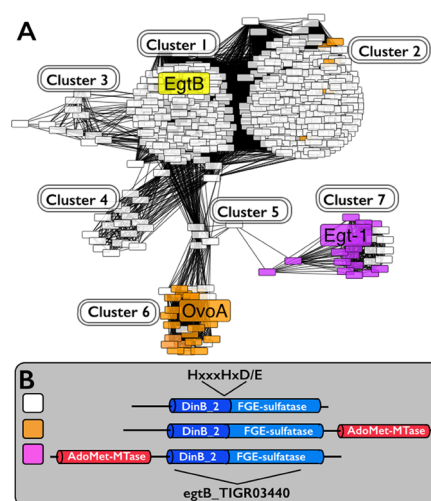 A
Cluster 1
Cluster 2
Cluster 3
EgtB
Cluster 4
Cluster 5
Cluster 7
Egt-1
Cluster 6
OvoA
B
HxxxHxD/E
DinB_2 FGE-sulfatase
DinB_2 FGE-sulfatase AdoMet-MTase
AdoMet-MTase DinB_2 FGE-sulfatase
egtB_TIGR03440